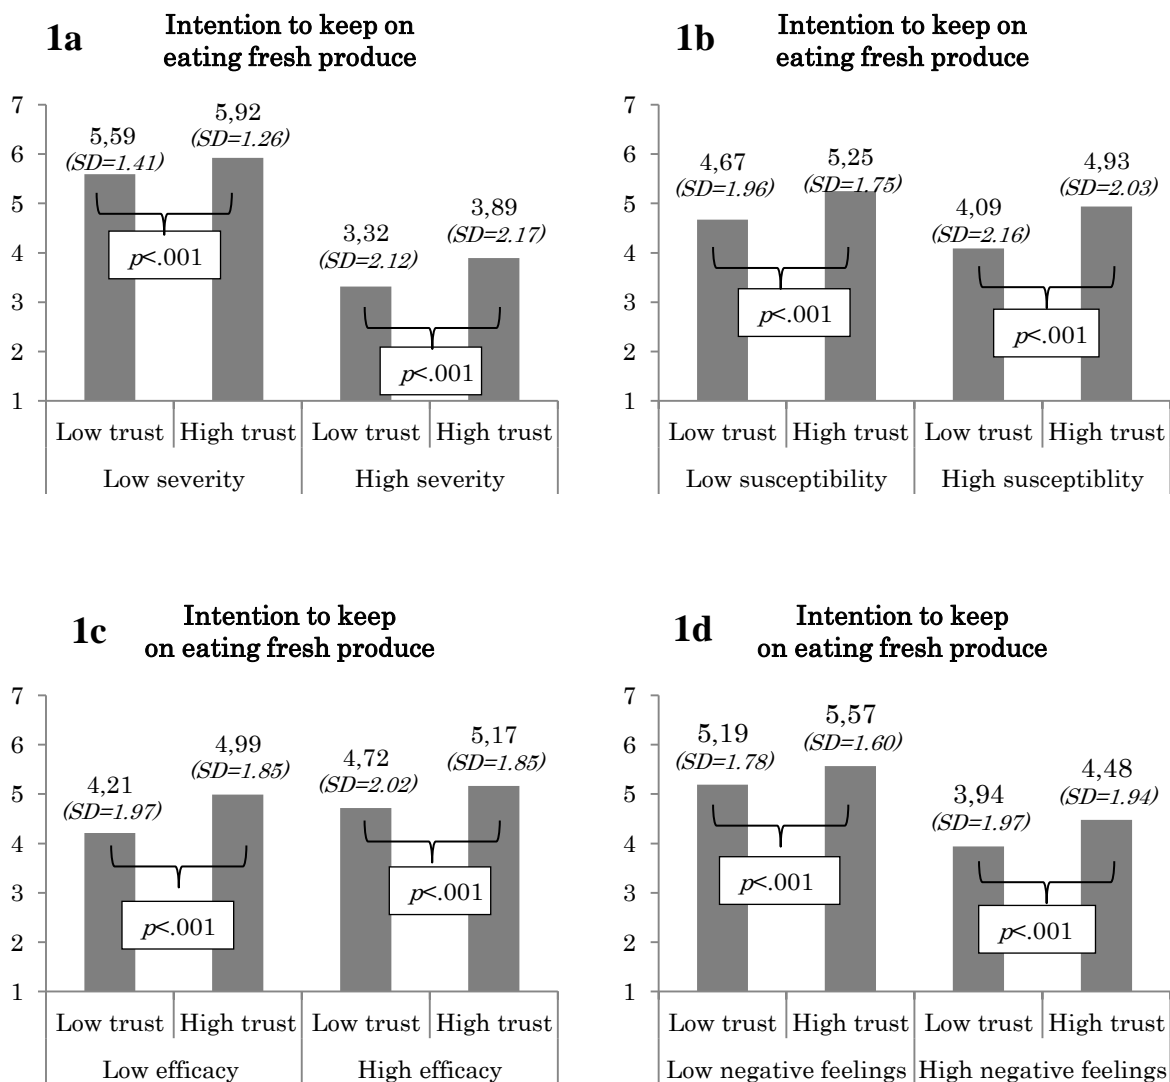 1a
Intention to keep on
eating fresh produce
7
6
5
4
3
2
1
5,59
(SD=1.41)
5,92
(SD=1.26)
3,32
(SD=2.12)
3,89
(SD=2.17)
p<.001
p<.001
Low trust
High trust
Low trust
High trust
Low severity
High severity
1b
Intention to keep on
eating fresh produce
7
6
5
4
3
2
1
4,67
(SD=1.96)
5,25
(SD=1.75)
4,09
(SD=2.16)
4,93
(SD=2.03)
p<.001
p<.001
Low trust
High trust
Low trust
High trust
Low susceptibility
High susceptiblity
1c
Intention to keep
on eating fresh produce
7
6
5
4
3
2
1
4,21
(SD=1.97)
4,99
(SD=1.85)
4,72
(SD=2.02)
5,17
(SD=1.85)
p<.001
p<.001
Low trust
High trust
Low trust
High trust
Low efficacy
High efficacy
1d
Intention to keep
on eating fresh produce
7
6
5
4
3
2
1
5,19
(SD=1.78)
5,57
(SD=1.60)
3,94
(SD=1.97)
4,48
(SD=1.94)
p<.001
p<.001
Low trust
High trust
Low trust
High trust
Low negative feelings
High negative feelings